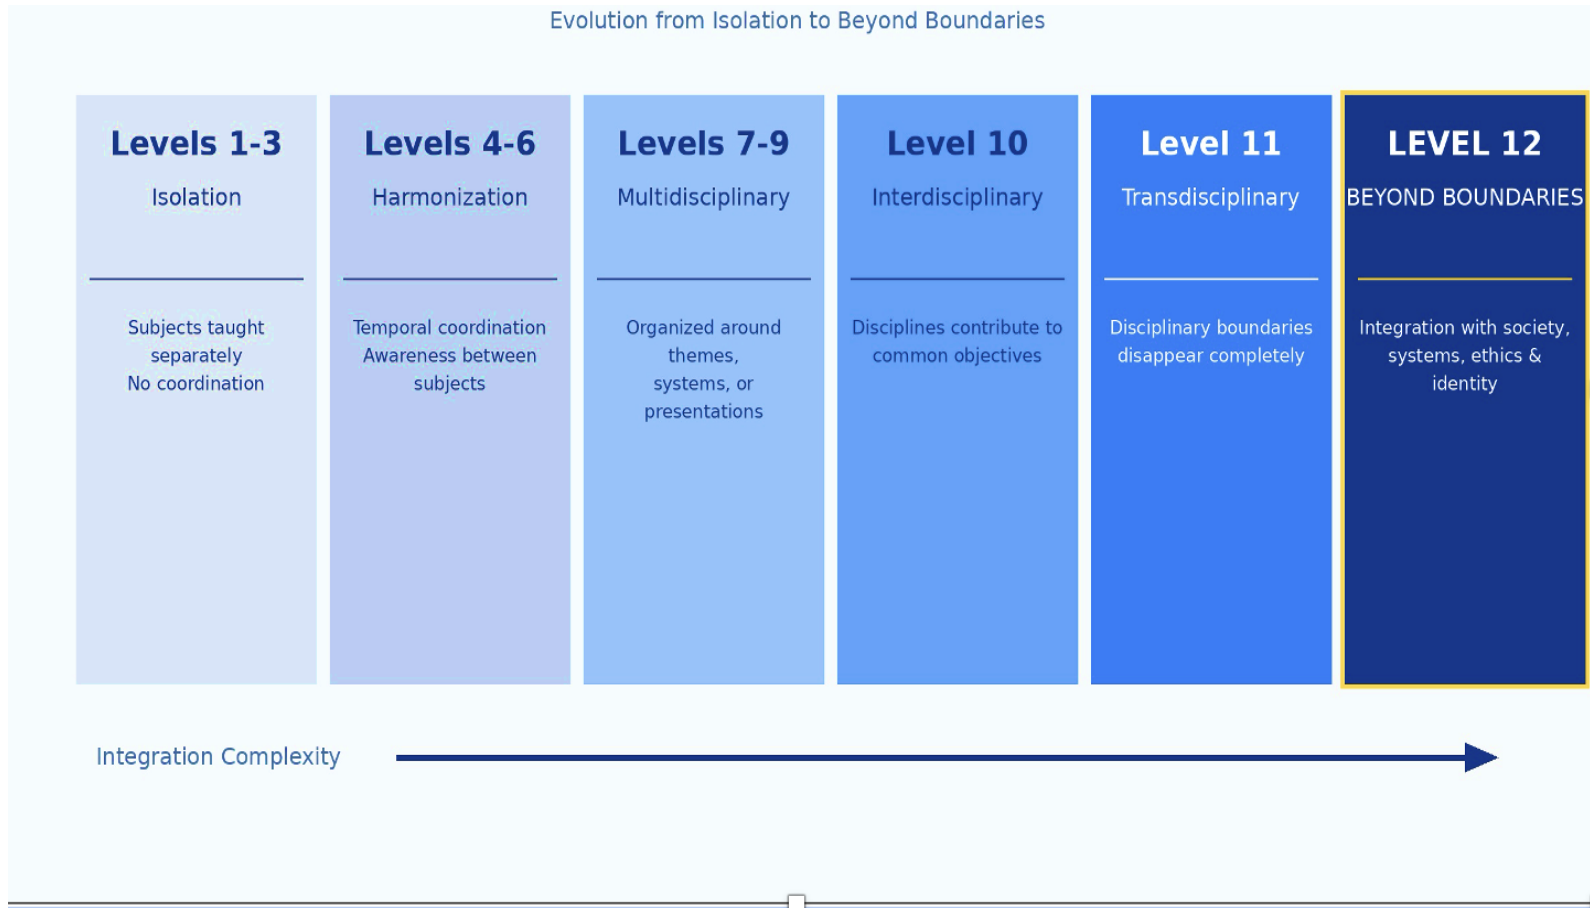 Evolution from Isolation to Beyond Boundaries
Levels 1-3
Isolation
Subjects taught
separately
No coordination
Levels 4-6
Harmonization
Temporal coordination
Awareness between
subjects
Levels 7-9
Multidisciplinary
Organized around
themes,
systems, or
presentations
Level 10
Interdisciplinary
Disciplines contribute to
common objectives
Level 11
Transdisciplinary
Disciplinary boundaries
disappear completely
LEVEL 12
BEYOND BOUNDARIES
Integration with society,
systems, ethics &
identity
Integration Complexity